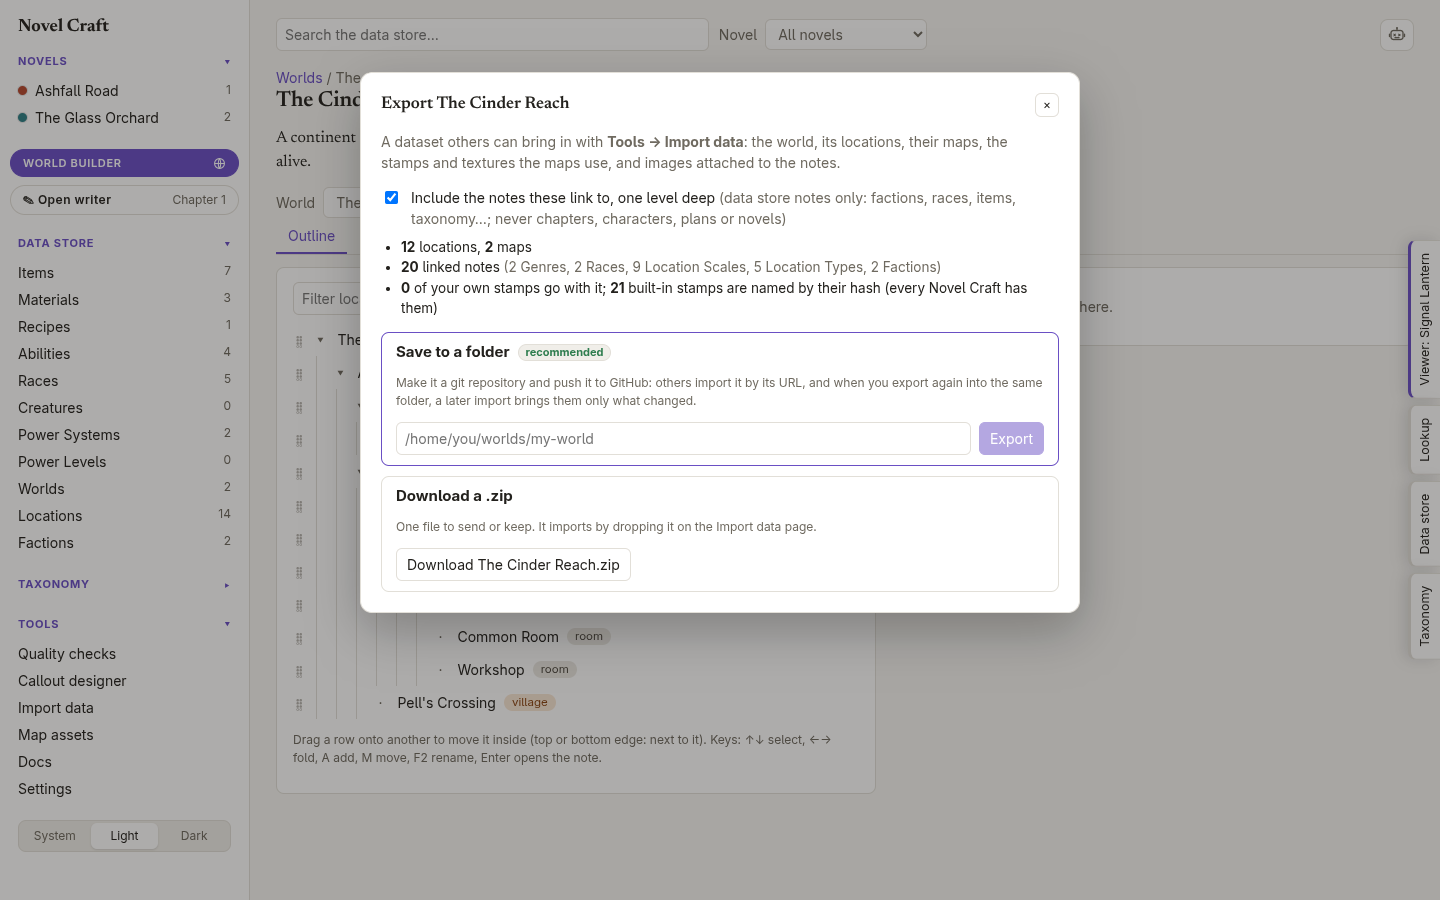 Novel Craft
NOVELS
Ashfall Road 1
The Glass Orchard 2
WORLD BUILDER
Open writer Chapter 1
DATA STORE
Items 7
Materials 3
Recipes 1
Abilities 4
Races 5
Creatures 0
Power Systems 2
Power Levels 0
Worlds 2
Locations 14
Factions 2
TAXONOMY
TOOLS
Quality checks
Callout designer
Import data
Map assets
Docs
Settings
System Light Dark
Search the data store...
Novel All novels
Worlds / The
The Cind
A continent
alive.
World The
Outline
Filter loc
The
here.
Export The Cinder Reach
×
A dataset others can bring in with Tools → Import data: the world, its locations, their maps, the
stamps and textures the maps use, and images attached to the notes.
Include the notes these link to, one level deep (data store notes only: factions, races, items,
taxonomy...; never chapters, characters, plans or novels)
• 12 locations, 2 maps
• 20 linked notes (2 Genres, 2 Races, 9 Location Scales, 5 Location Types, 2 Factions)
• 0 of your own stamps go with it; 21 built-in stamps are named by their hash (every Novel Craft has
them)
Save to a folder recommended
Make it a git repository and push it to GitHub: others import it by its URL, and when you export again into the same
folder, a later import brings them only what changed.
/home/you/worlds/my-world
Export
Download a .zip
One file to send or keep. It imports by dropping it on the Import data page.
Download The Cinder Reach.zip
Common Room room
Workshop room
Pell's Crossing village
Drag a row onto another to move it inside (top or bottom edge: next to it). Keys: ↑↓ select, ←→
fold, A add, M move, F2 rename, Enter opens the note.
Viewer: Signal Lantern
Lookup
Data store
Taxonomy